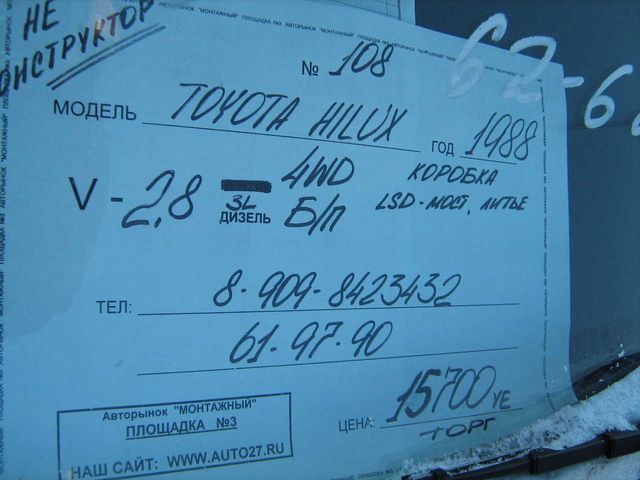 НЕ
КОНСТРУКТОР
№ 108
62-6
МОДЕЛЬ TOYOTA HILUX ГОД 1988
V - 2,8 3L ДИЗЕЛЬ 4WD Б/П КОРОБКА
LSD-МОСТ, ЛИТЬЕ
ТЕЛ: 8-909-8423432
61-97-90
ЦЕНА: 15700 УЕ
ТОРГ
Авторынок "МОНТАЖНЫЙ"
ПЛОЩАДКА №3
НАШ САЙТ: WWW.AUTO27.RU